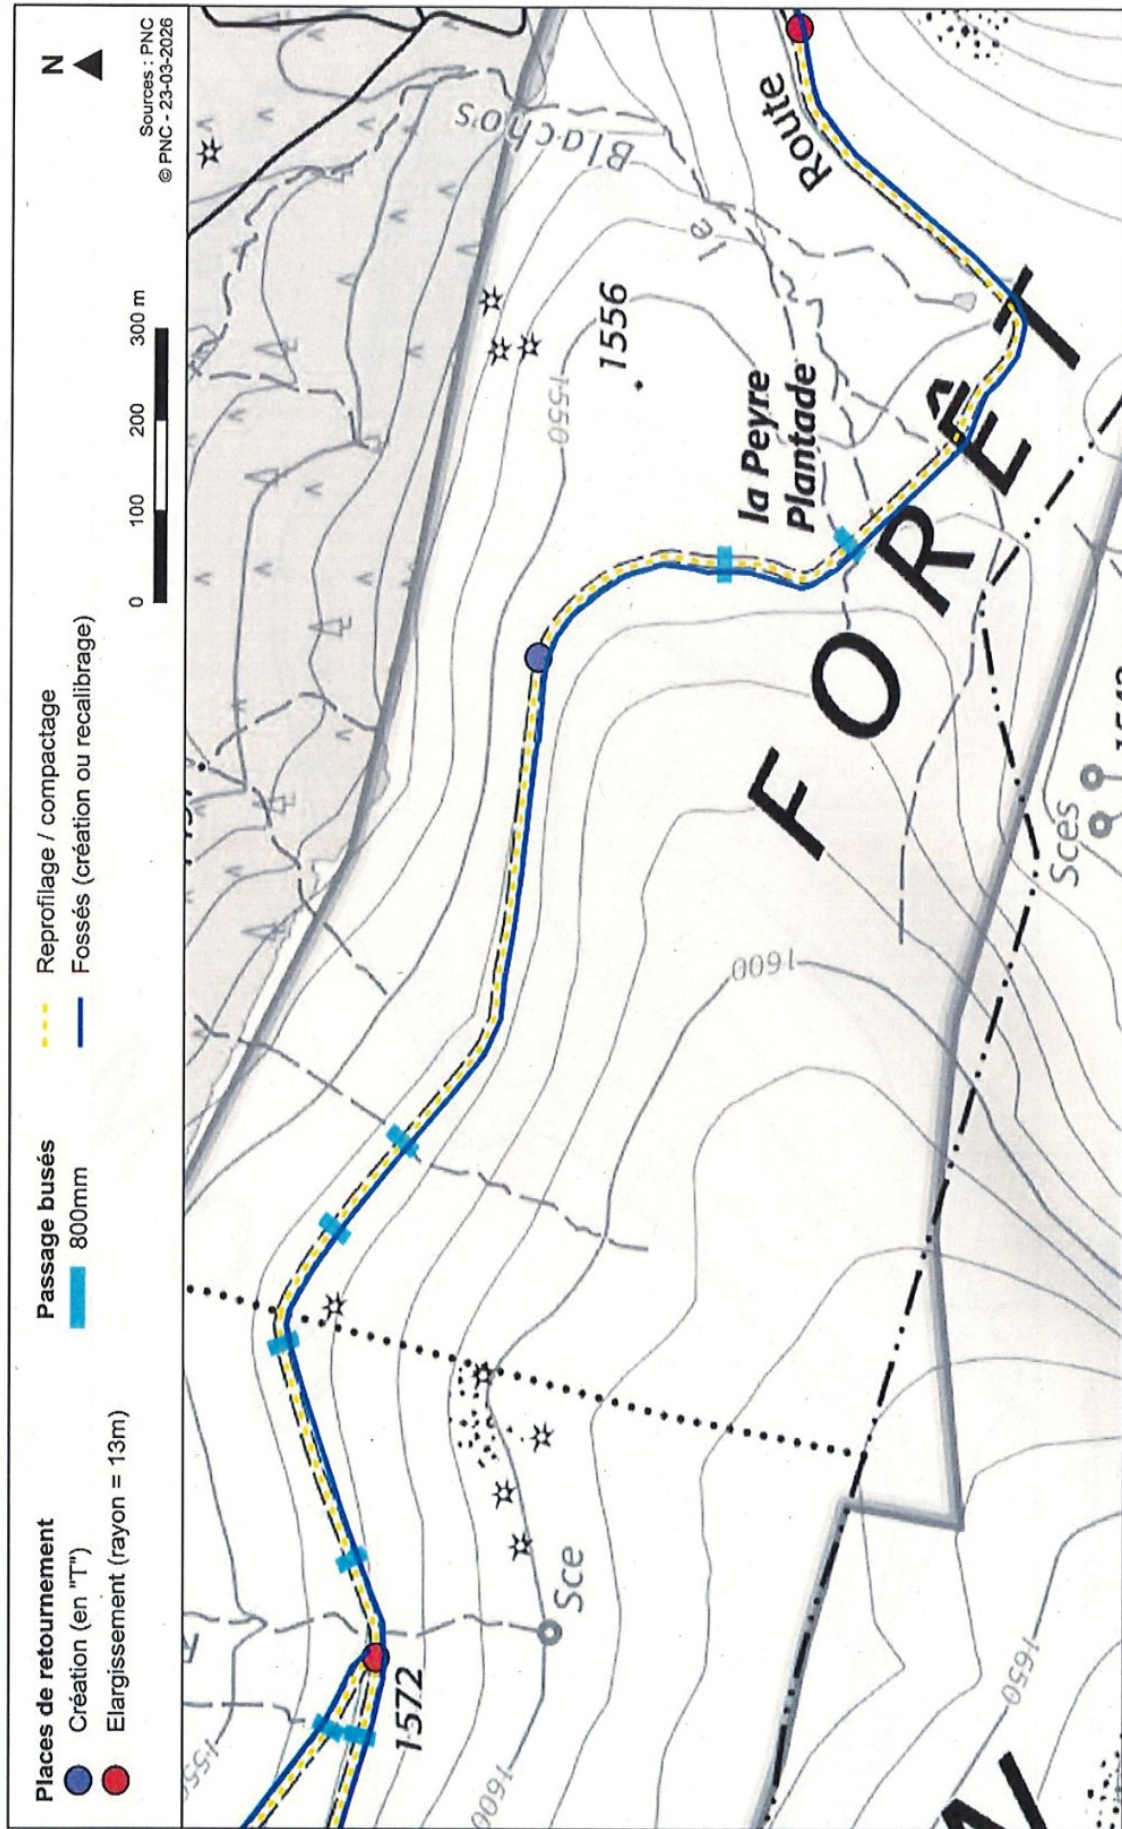 Places de retournement
Création (en "T")
Elargissement (rayon = 13m)
Passage busés
800mm
Reprofilage / compactage
Fossés (création ou recalibrage)
0 100 200 300 m
N
Sources : PNC
© PNC - 23-03-2026
Blachos
la
Route
1556
1550
la Peyre
Plantade
FORÊT
1600
Sces
Sce
1572
1600
1650